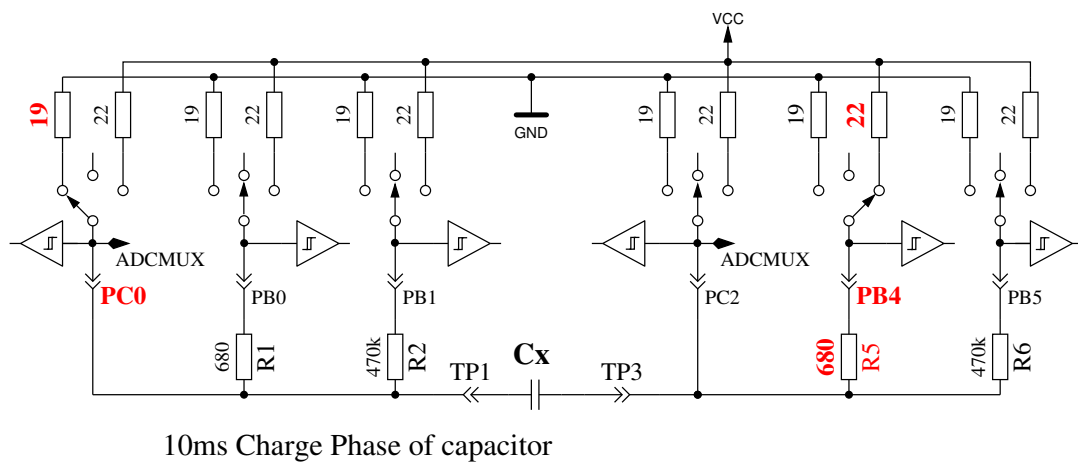 VCC
19 22 19 22 19 22 19 22 19 22 19 22
GND
ADCMUX ADCMUX
PC0 PB0 PB1 PC2 PB4 PB5
680 R1 470k R2 680 R5 470k R6
TP1 Cx TP3
10ms Charge Phase of capacitor